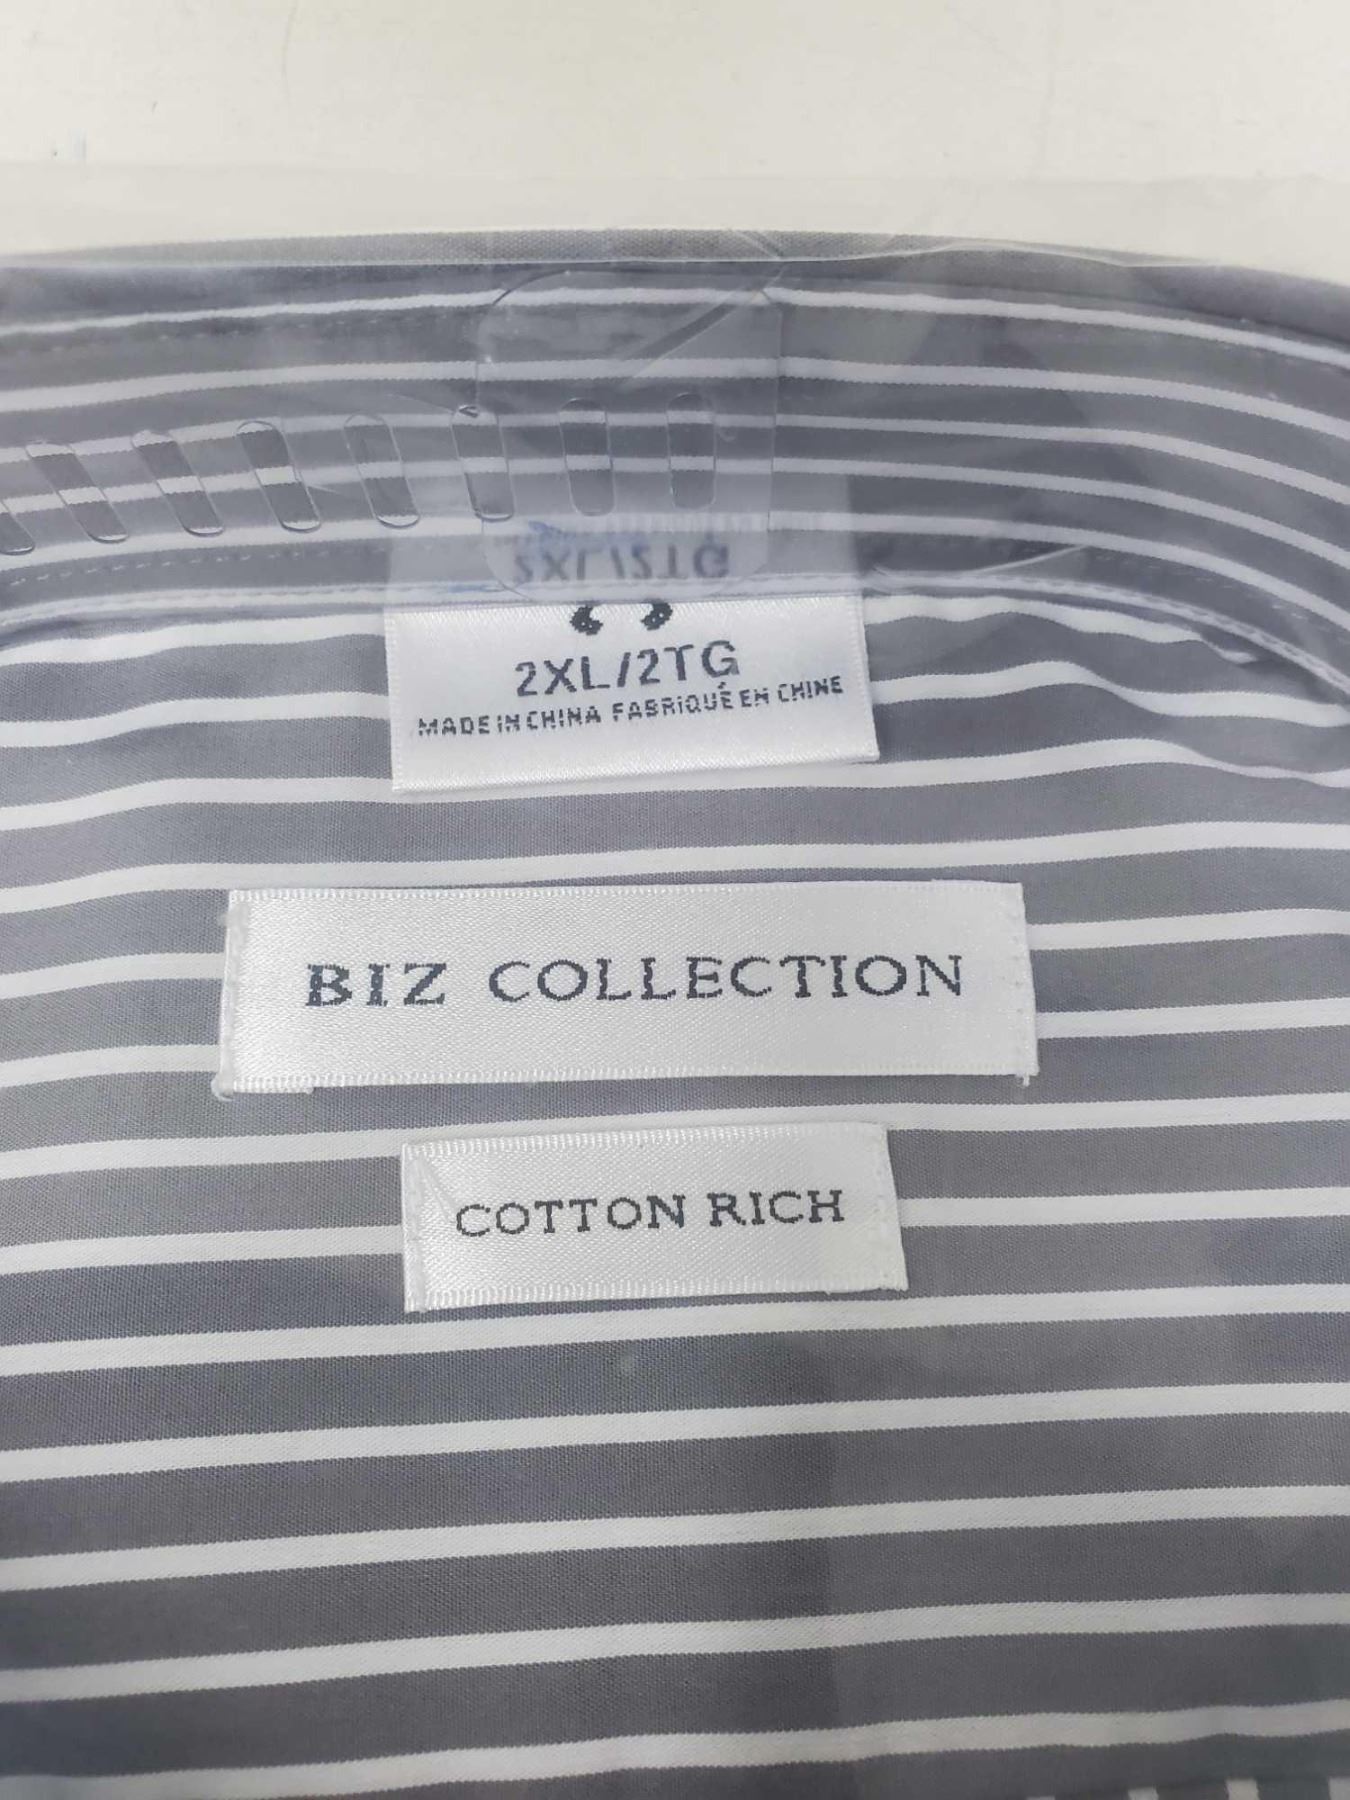 2XL/2TG
MADE IN CHINA FABRIQUÉ EN CHINE
BIZ COLLECTION
COTTON RICH